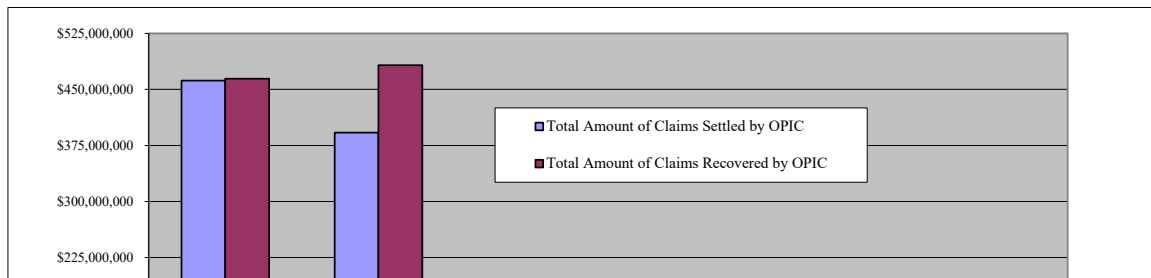 $525,000,000
$450,000,000
Total Amount of Claims Settled by OPIC
$375,000,000
Total Amount of Claims Recovered by OPIC
$300,000,000
$225,000,000